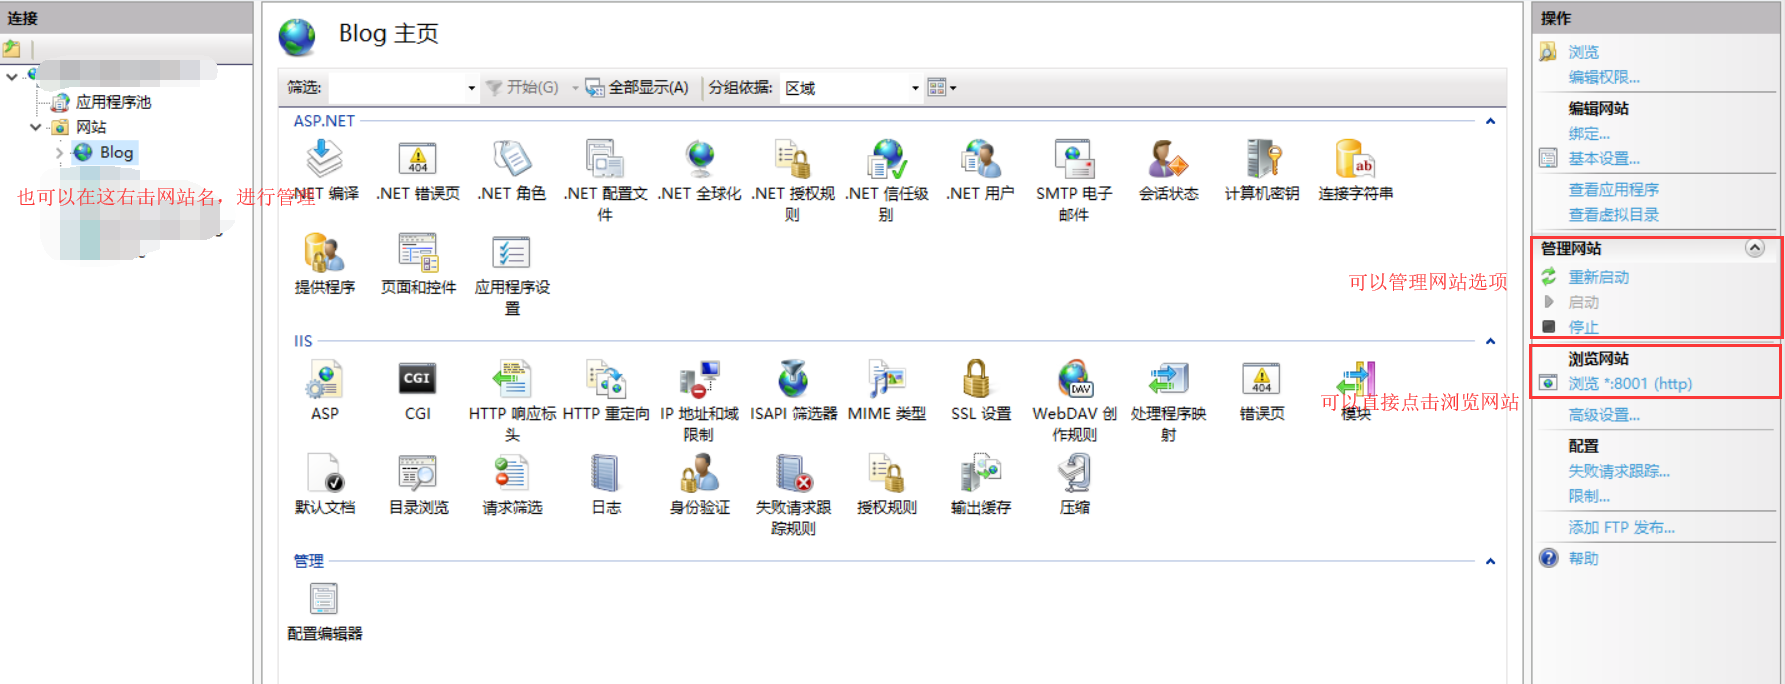 连接
应用程序池
网站
Blog
也可以在这右击网站名，进行管理
Blog 主页
筛选:
开始(G)
全部显示(A)
分组依据:
区域
ASP.NET
.NET 编译
.NET 错误页
.NET 角色
.NET 配置文
件
.NET 全球化
.NET 授权规
则
.NET 信任级
别
.NET 用户
SMTP 电子
邮件
会话状态
计算机密钥
连接字符串
提供程序
页面和控件
应用程序设
置
可以管理网站选项
IIS
ASP
CGI
HTTP 响应标
头
HTTP 重定向
IP 地址和域
限制
ISAPI 筛选器
MIME 类型
SSL 设置
WebDAV 创
作规则
处理程序映
射
错误页
模块
可以直接点击浏览网站
默认文档
目录浏览
请求筛选
日志
身份验证
失败请求跟
踪规则
授权规则
输出缓存
压缩
管理
配置编辑器
操作
浏览
编辑权限...
编辑网站
绑定...
基本设置...
查看应用程序
查看虚拟目录
管理网站
重新启动
启动
停止
浏览网站
浏览 *:8001 (http)
高级设置...
配置
失败请求跟踪...
限制...
添加 FTP 发布...
帮助